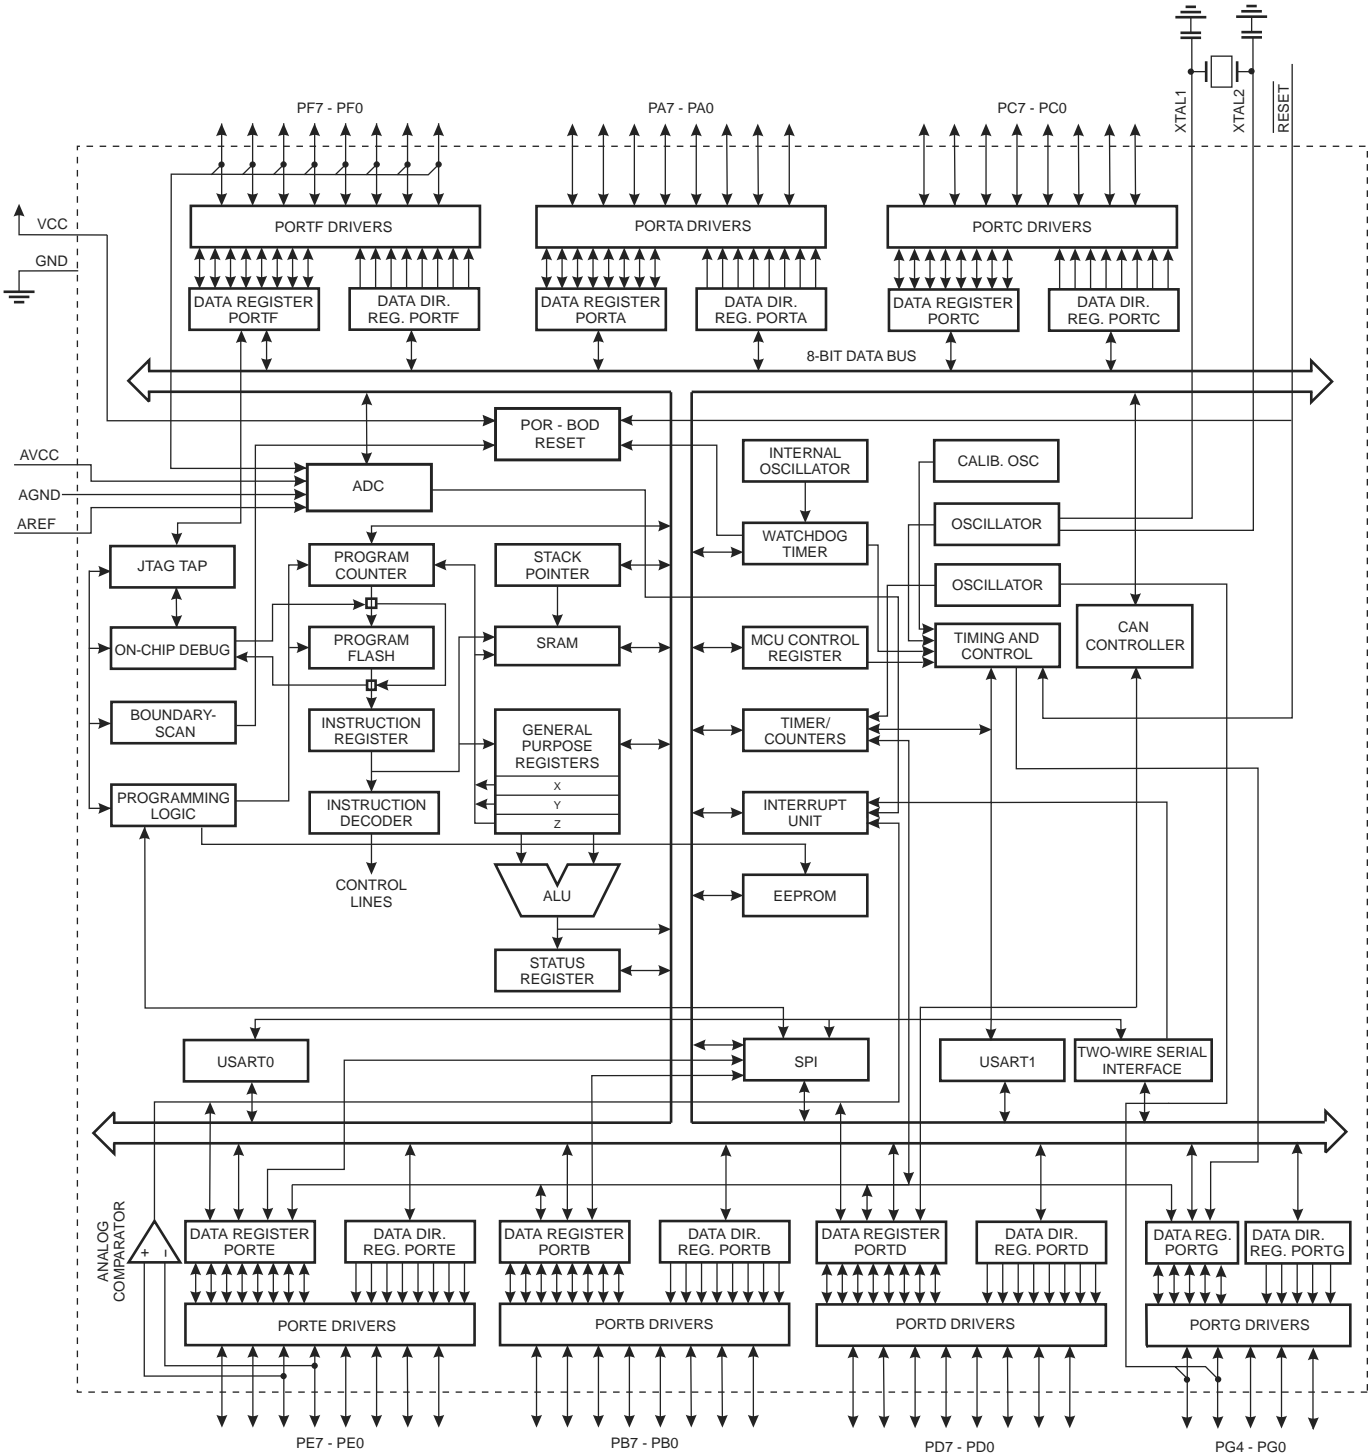 XTAL1
XTAL2
RESET
PF7 - PF0
PA7 - PA0
PC7 - PC0
VCC
GND
PORTF DRIVERS
PORTA DRIVERS
PORTC DRIVERS
DATA REGISTER
PORTF
DATA DIR.
REG. PORTF
DATA REGISTER
PORTA
DATA DIR.
REG. PORTA
DATA REGISTER
PORTC
DATA DIR.
REG. PORTC
8-BIT DATA BUS
POR - BOD
RESET
INTERNAL
OSCILLATOR
CALIB. OSC
AVCC
AGND
AREF
ADC
OSCILLATOR
WATCHDOG
TIMER
JTAG TAP
PROGRAM
COUNTER
STACK
POINTER
OSCILLATOR
ON-CHIP DEBUG
PROGRAM
FLASH
SRAM
MCU CONTROL
REGISTER
TIMING AND
CONTROL
CAN
CONTROLLER
BOUNDARY-
SCAN
INSTRUCTION
REGISTER
GENERAL
PURPOSE
REGISTERS
X
Y
Z
TIMER/
COUNTERS
PROGRAMMING
LOGIC
INSTRUCTION
DECODER
INTERRUPT
UNIT
CONTROL
LINES
ALU
EEPROM
STATUS
REGISTER
USART0
SPI
USART1
TWO-WIRE SERIAL
INTERFACE
ANALOG
COMPARATOR
+
-
DATA REGISTER
PORTE
DATA DIR.
REG. PORTE
DATA REGISTER
PORTB
DATA DIR.
REG. PORTB
DATA REGISTER
PORTD
DATA DIR.
REG. PORTD
DATA REG.
PORTG
DATA DIR.
REG. PORTG
PORTE DRIVERS
PORTB DRIVERS
PORTD DRIVERS
PORTG DRIVERS
PE7 - PE0
PB7 - PB0
PD7 - PD0
PG4 - PG0